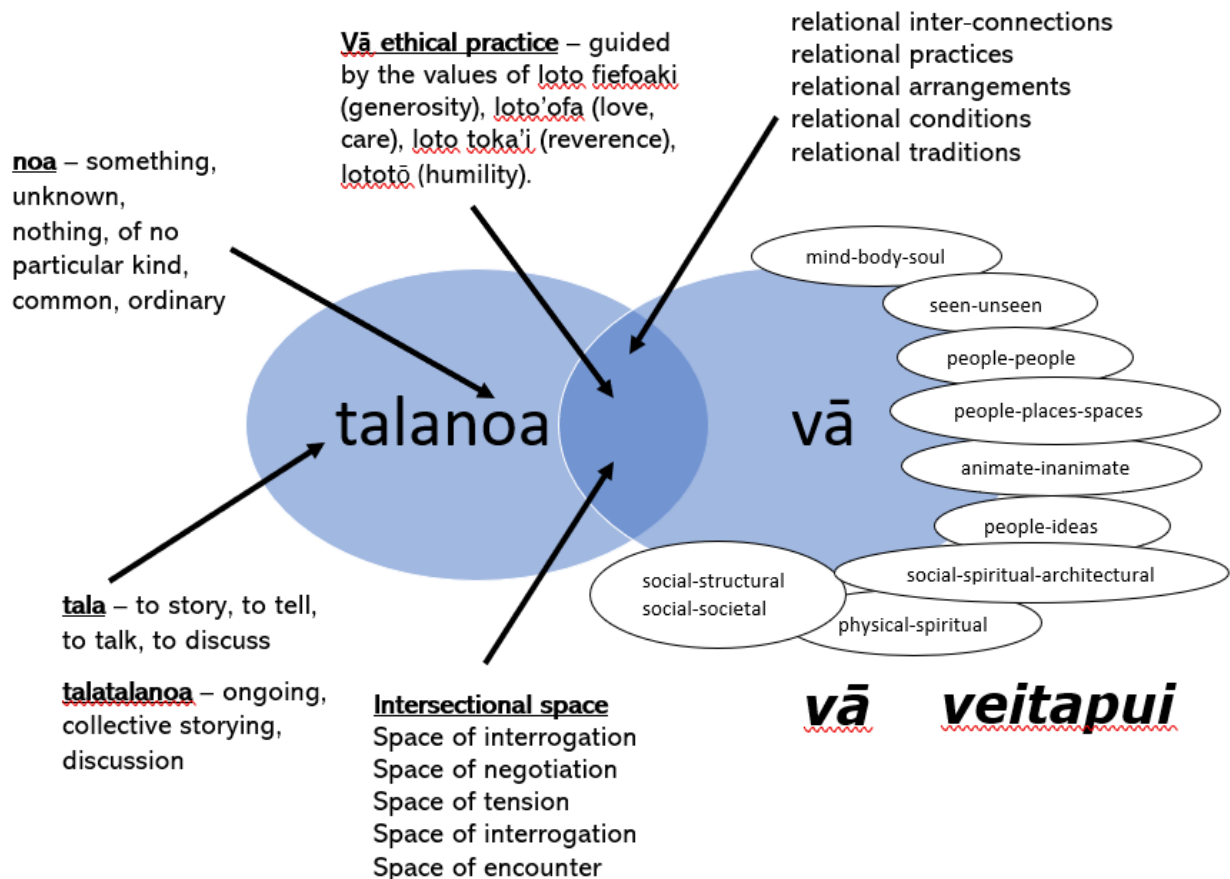 Vā ethical practice – guided
by the values of loto fiefoaki
(generosity), loto’ofa (love,
care), loto toka’i (reverence),
lototō (humility).
relational inter-connections
relational practices
relational arrangements
relational conditions
relational traditions
noa – something,
unknown,
nothing, of no
particular kind,
common, ordinary
talanoa
vā
mind-body-soul
seen-unseen
people-people
people-places-spaces
animate-inanimate
people-ideas
social-spiritual-architectural
social-structural
social-societal
physical-spiritual
tala – to story, to tell,
to talk, to discuss
talatalanoa – ongoing,
collective storying,
discussion
Intersectional space
Space of interrogation
Space of negotiation
Space of tension
Space of interrogation
Space of encounter
vā veitapui